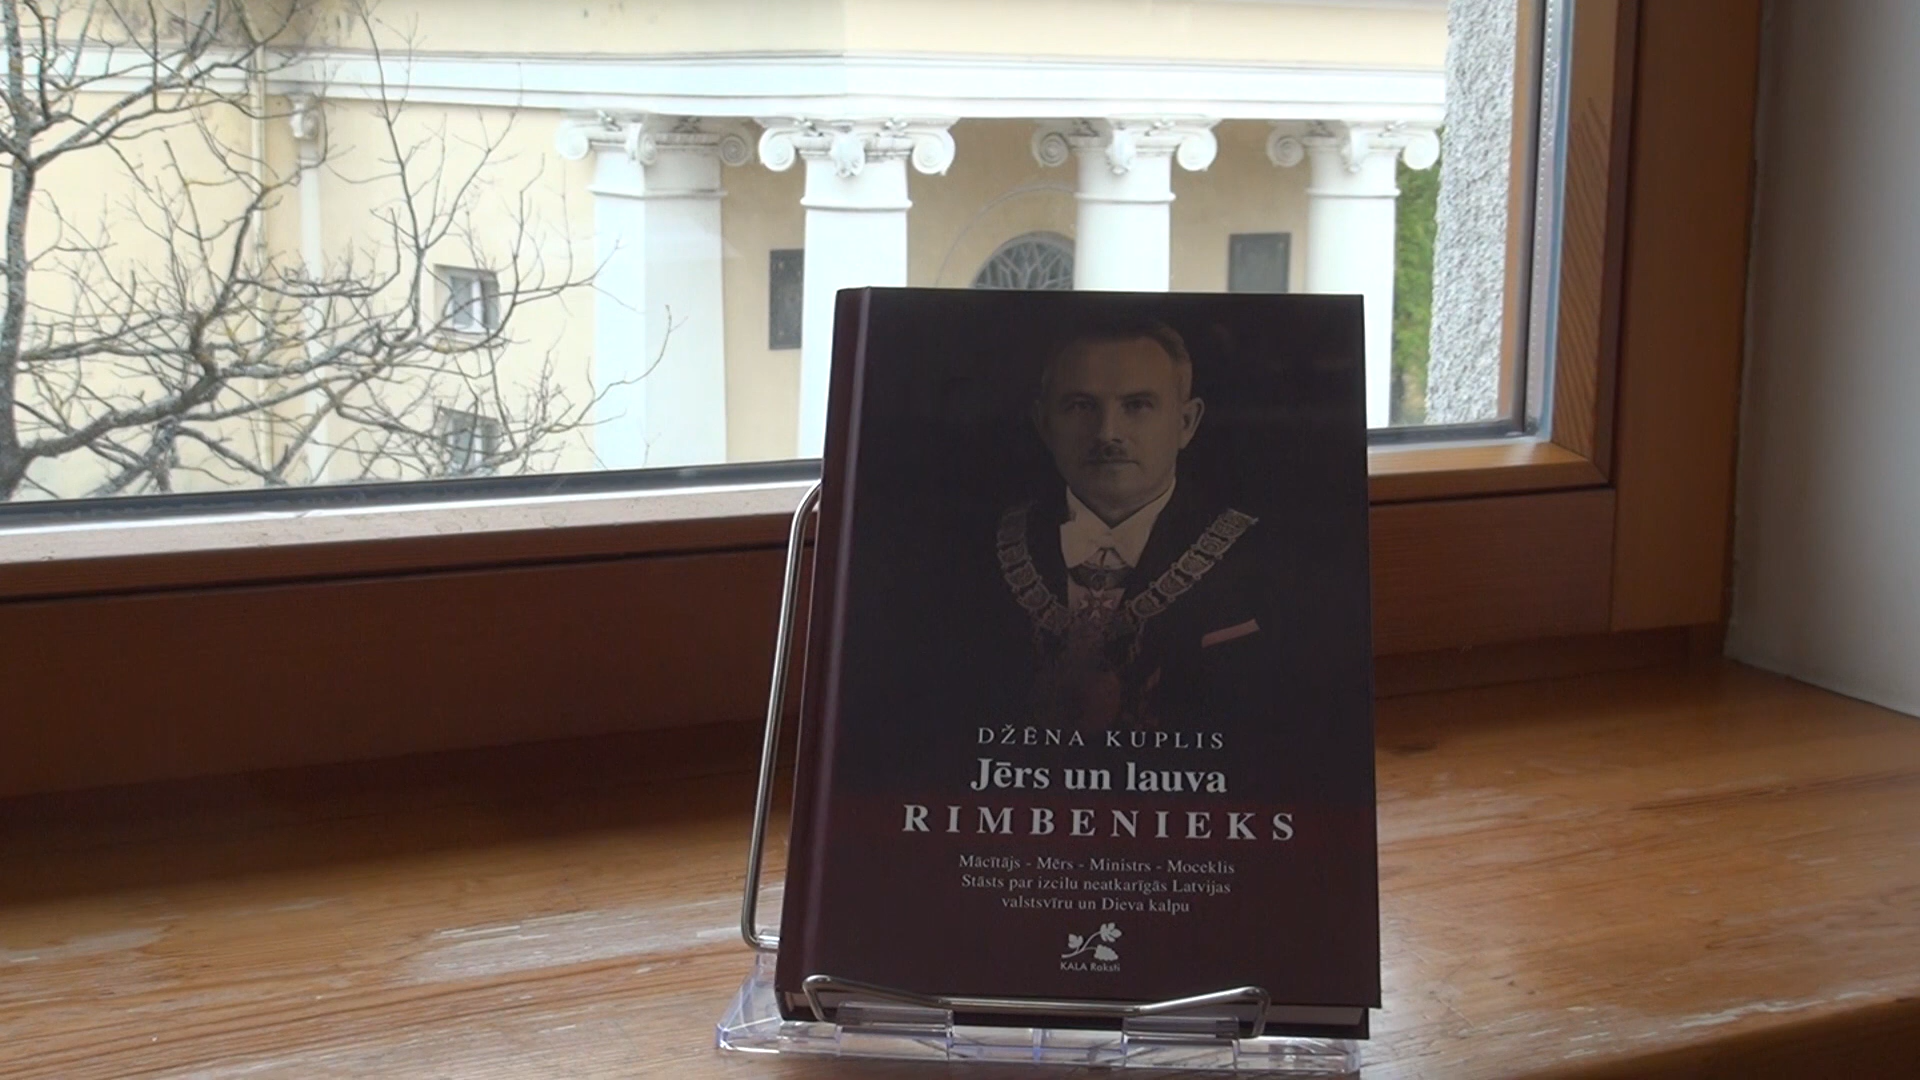 DŽĒNA KUPLIS
Jērs un lauva
RIMBENIEKS
Mācītājs - Mērs - Ministrs - Moceklis
Stāsts par izcilu neatkarīgās Latvijas
valstsvīru un Dieva kalpu
KALA Raksti